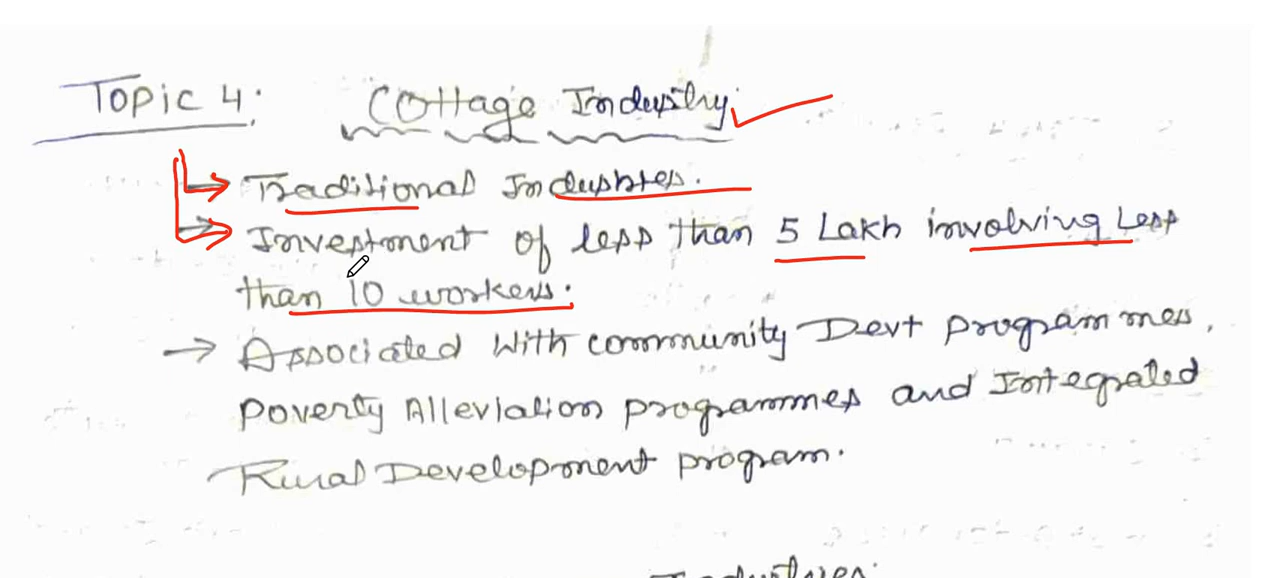 Topic 4: Cottage Industry.
→ Traditional Industries.
→ Investment of less than 5 Lakh involving Less
than 10 workers.
→ Associated With community Devt programmes,
Poverty Alleviation programmes and Integrated
Rural Development program.
Industries.